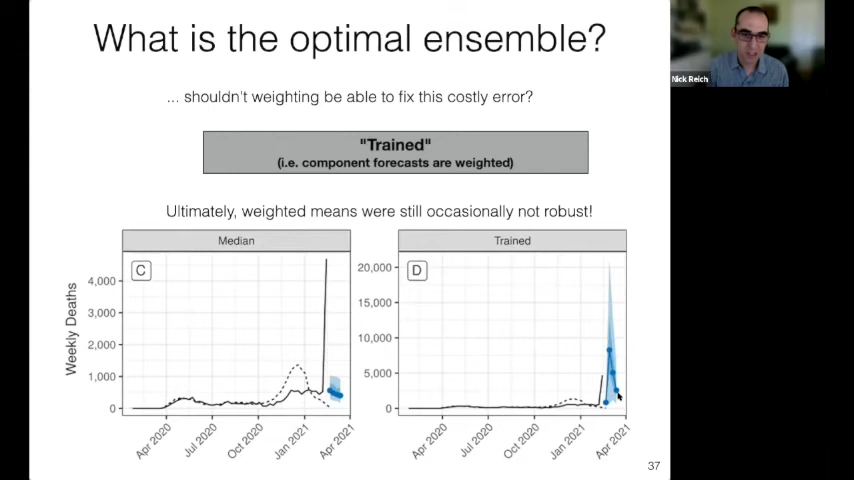 What is the optimal ensemble?
Nick Reich
... shouldn't weighting be able to fix this costly error?
"Trained"
(i.e. component forecasts are weighted)
Ultimately, weighted means were still occasionally not robust!
Median
Trained
C
D
Weekly Deaths
4,000
3,000
2,000
1,000
0
20,000
15,000
10,000
5,000
0
Apr 2020
Jul 2020
Oct 2020
Jan 2021
Apr 2021
Apr 2020
Jul 2020
Oct 2020
Jan 2021
Apr 2021
37